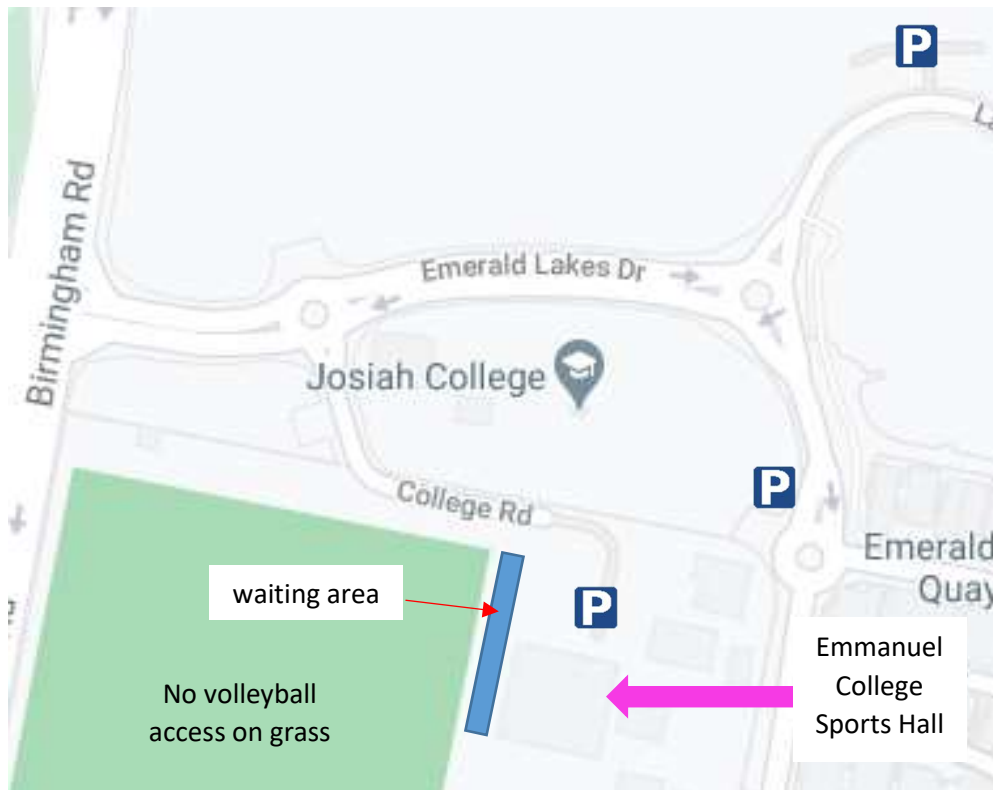 P
La
Birmingham Rd
Emerald Lakes Dr
Josiah College
P
College Rd
Emerald
Quay
waiting area
P
Emmanuel
College
Sports Hall
No volleyball
access on grass